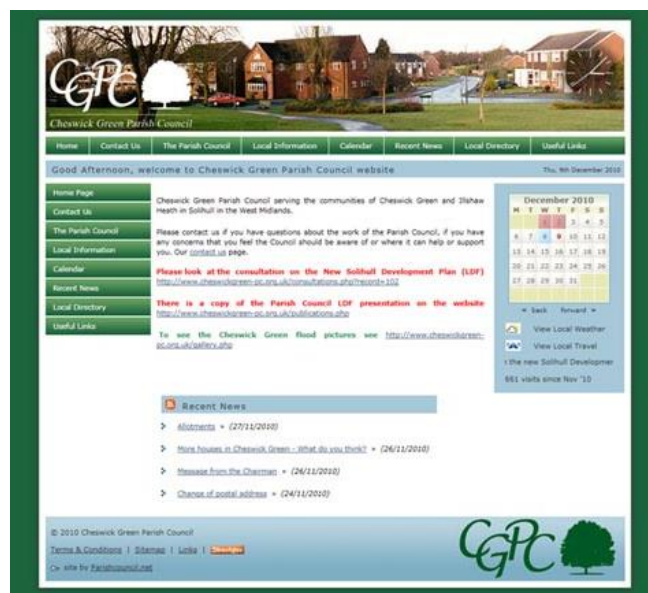 CGPC
Cheswick Green Parish Council
Home Contact Us The Parish Council Local Information Calendar Recent News Local Directory Useful Links
Good Afternoon, welcome to Cheswick Green Parish Council website
Thu, 9th December 2010
Home Page
Contact Us
The Parish Council
Local Information
Calendar
Recent News
Local Directory
Useful Links
Cheswick Green Parish Council serving the communities of Cheswick Green and Illshaw
Heath in Solihull in the West Midlands.
Please contact us if you have questions about the work of the Parish Council, if you have
any concerns that you feel the Council should be aware of or where it can help or support
you. Our contact us page.
Please look at the consultation on the New Solihull Development Plan (LDF)
http://www.cheswickgreen-pc.org.uk/consultations.php?record=102
There is a copy of the Parish Council LDF presentation on the website
http://www.cheswickgreen-pc.org.uk/publications.php
To see the Cheswick Green flood pictures see http://www.cheswickgreen-
pc.org.uk/gallery.php
December 2010
M T W T F S S
1 2 3 4 5
6 7 8 9 10 11 12
13 14 15 16 17 18 19
20 21 22 23 24 25 26
27 28 29 30 31
« back forward »
View Local Weather
View Local Travel
the new Solihull Developmer
661 visits since Nov '10
Recent News
Allotments » (27/11/2010)
More houses in Cheswick Green - What do you think? » (26/11/2010)
Message from the Chairman » (26/11/2010)
Change of postal address » (24/11/2010)
© 2010 Cheswick Green Parish Council
Terms & Conditions | Sitemap | Links |
site by Parishcouncil.net
CGPC